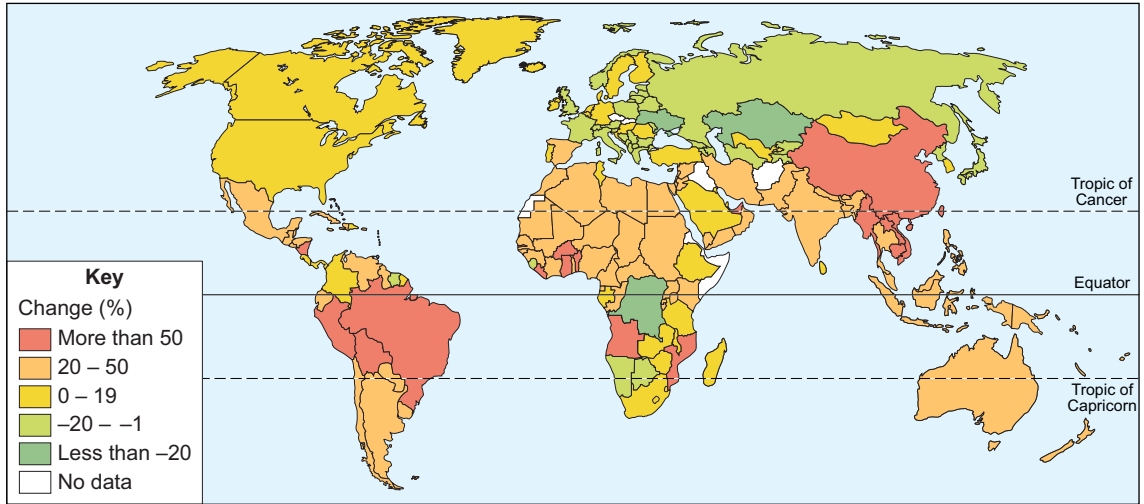 Tropic of
Cancer
Equator
Tropic of
Capricorn
Key
Change (%)
More than 50
20 – 50
0 – 19
–20 – –1
Less than –20
No data